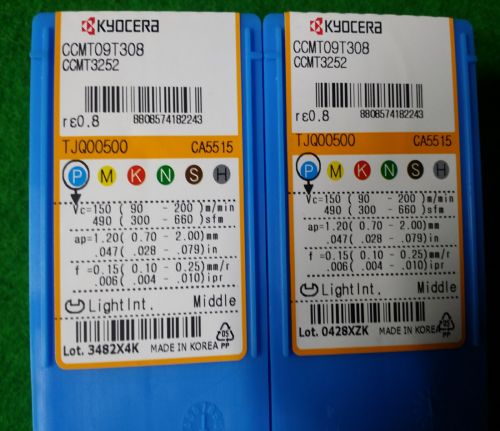 KYOCERA
CCMT09T308
CCMT3252
rε0.8
8808574182243
TJQ00500 CA5515
P M K N S H
Vc=150 ( 90 - 200) m/min
490 ( 300 - 660) sfm
ap=1.20( 0.70 - 2.00)mm
.047( .028 - .079)in
f =0.15( 0.10 - 0.25)mm/r
.006( .004 - .010)ipr
LightInt. Middle
Lot. 3482X4K MADE IN KOREA
05
PP
KYOCERA
CCMT09T308
CCMT3252
rε0.8
8808574182243
TJQ00500 CA5515
P M K N S H
Vc=150 ( 90 - 200) m/min
490 ( 300 - 660) sfm
ap=1.20( 0.70 - 2.00)mm
.047( .028 - .079)in
f =0.15( 0.10 - 0.25)mm/r
.006( .004 - .010)ipr
LightInt. Middle
Lot. 0428XZK MADE IN KOREA
05
PP